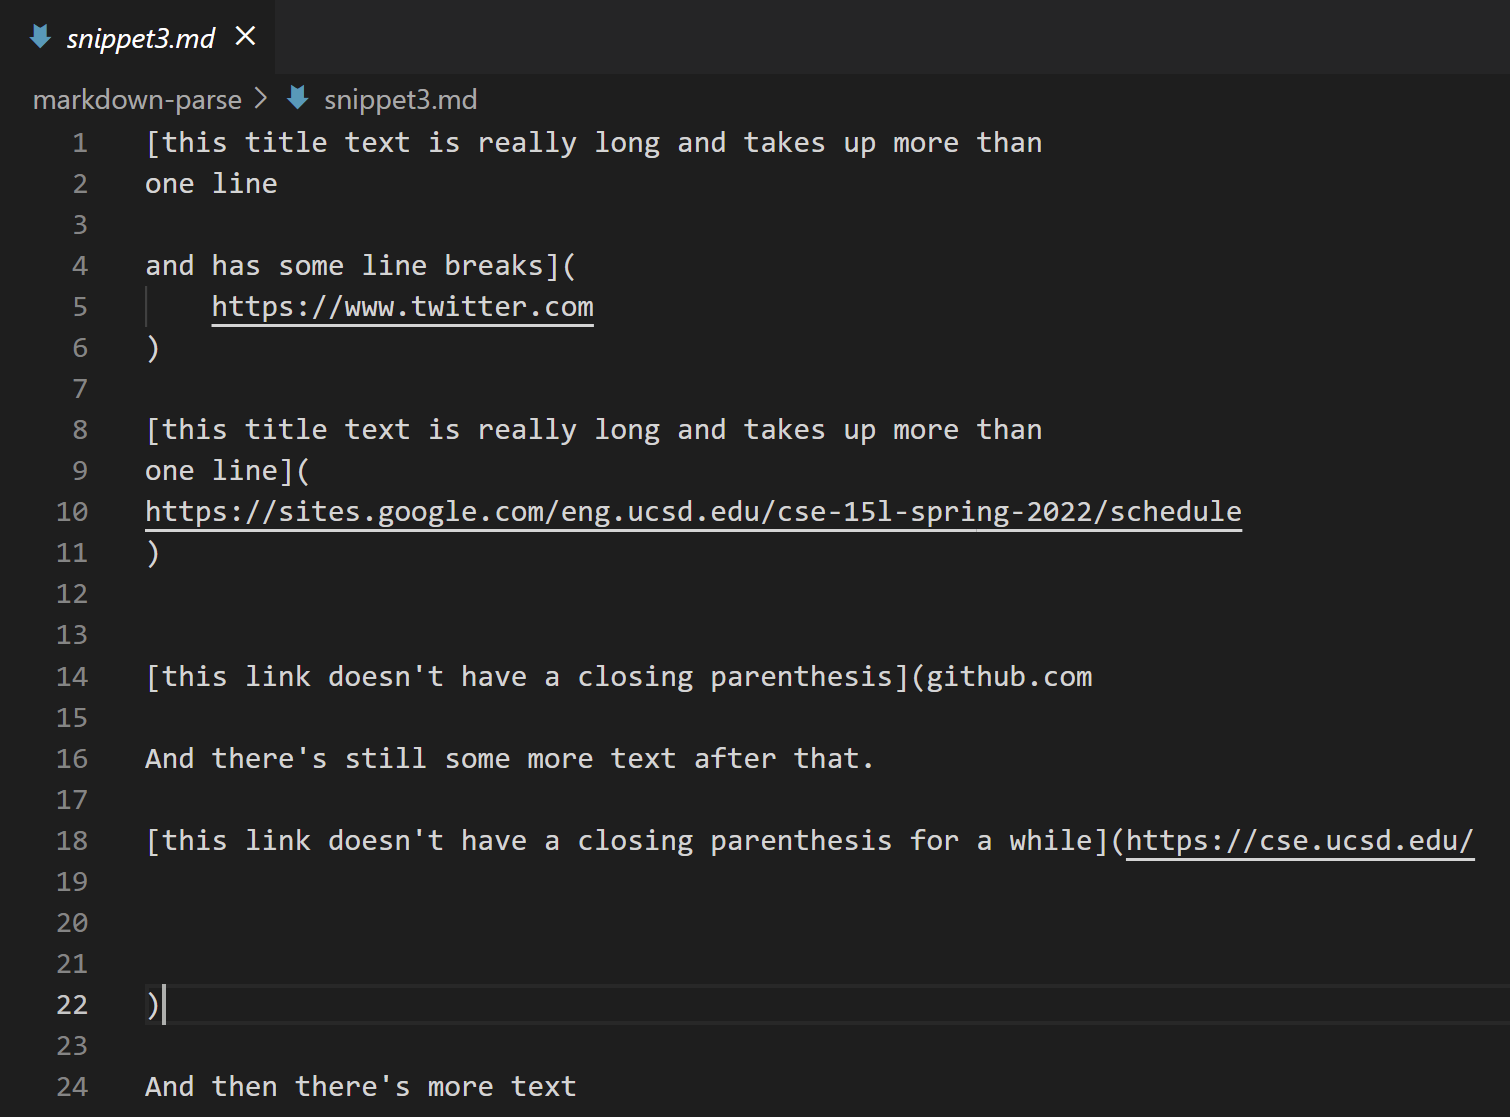 snippet3.md
markdown-parse > snippet3.md
1 [this title text is really long and takes up more than
2 one line
3
4 and has some line breaks](
5     https://www.twitter.com
6 )
7
8 [this title text is really long and takes up more than
9 one line](
10 https://sites.google.com/eng.ucsd.edu/cse-15l-spring-2022/schedule
11 )
12
13
14 [this link doesn't have a closing parenthesis](github.com
15
16 And there's still some more text after that.
17
18 [this link doesn't have a closing parenthesis for a while](https://cse.ucsd.edu/
19
20
21
22 )
23
24 And then there's more text